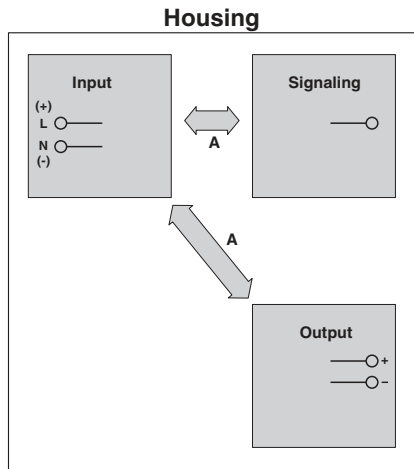 Housing
Input
(+)
L
N
(-)
A
Signaling
A
Output
+
−